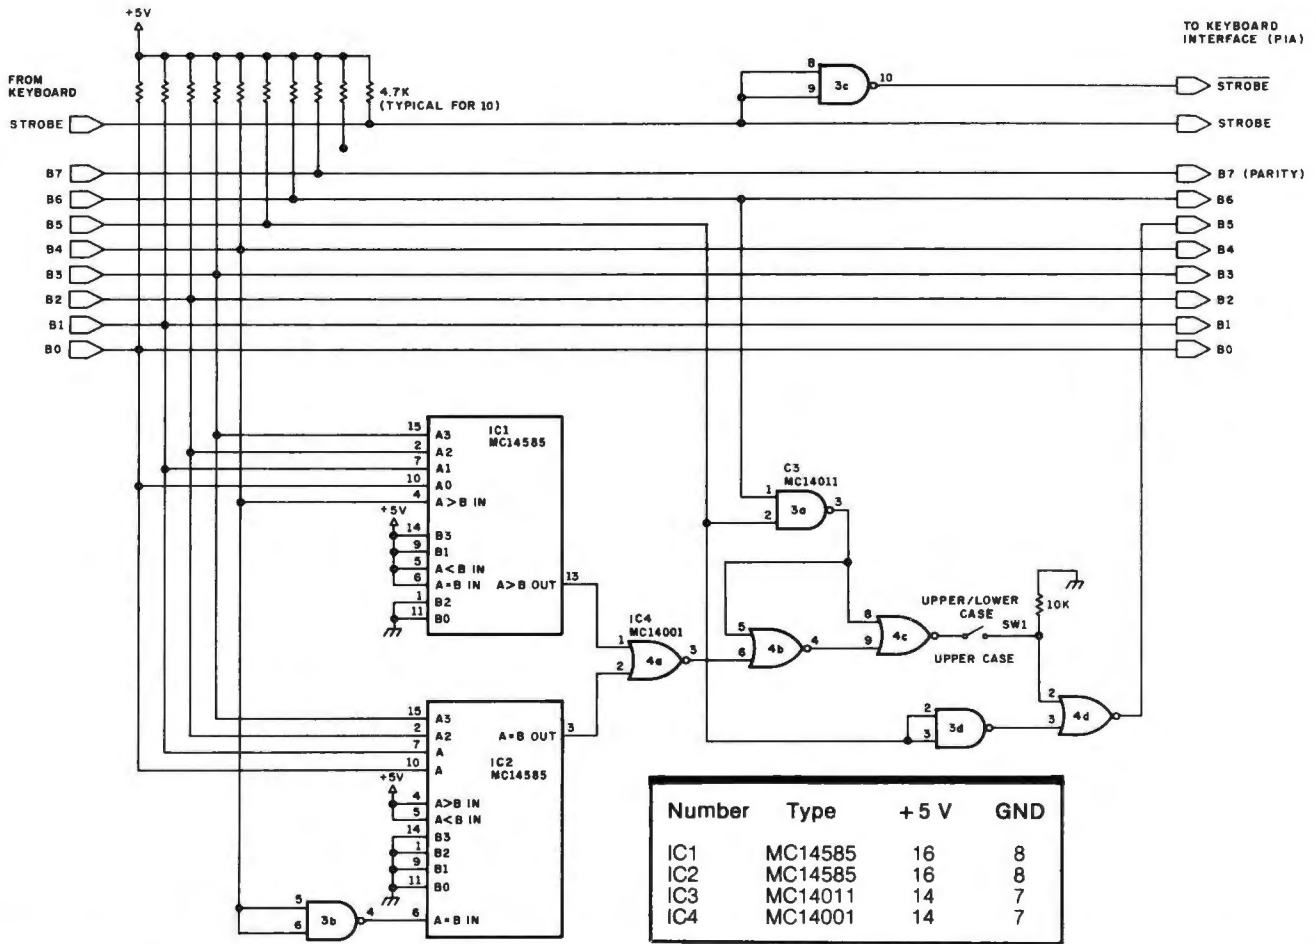 +5V
TO KEYBOARD
INTERFACE (PIA)
FROM
KEYBOARD
4.7K
(TYPICAL FOR 10)
8
9
3c
10
STROBE
STROBE
STROBE
B7
B7 (PARITY)
B6
B6
B5
B5
B4
B4
B3
B3
B2
B2
B1
B1
B0
B0
IC1
MC14585
15 A3
2 A2
7 A1
10 A0
4 A>B IN
+5V
14 B3
9 B1
5 A<B IN
6 A=B IN
A>B OUT 13
1 B2
11 B0
C3
MC14011
1
2
3a
3
IC4
MC14001
1
2
4a
3
5
6
4b
4
8
9
4c
UPPER/LOWER
CASE
SW1
UPPER CASE
10K
2
3
4d
2
3
3d
15 A3
2 A2
7 A
10 A
A=B OUT 3
IC2
MC14585
+5V
4 A>B IN
5 A<B IN
14 B3
1 B2
9 B1
11 B0
6 A=B IN
5
6
3b
4
Number Type +5 V GND
IC1 MC14585 16 8
IC2 MC14585 16 8
IC3 MC14011 14 7
IC4 MC14001 14 7